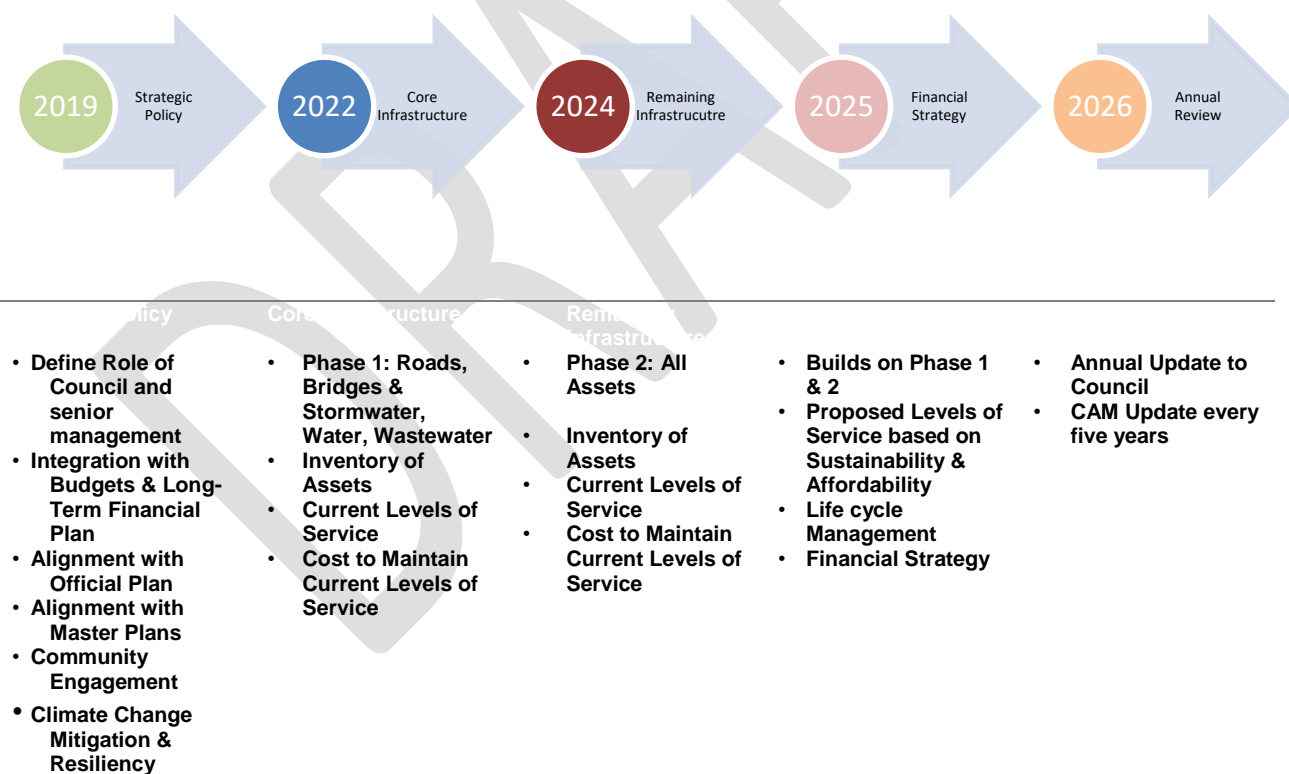 2019
Strategic
Policy
2022
Core
Infrastructure
2024
Remaining
Infrastrucutre
2025
Financial
Strategy
2026
Annual
Review
DRAF
Core
Infrastructure
• Define Role of
Council and
senior
management
• Integration with
Budgets & Long-
Term Financial
Plan
• Alignment with
Official Plan
• Alignment with
Master Plans
• Community
Engagement
• Climate Change
Mitigation &
Resiliency
• Phase 1: Roads,
Bridges &
Stormwater,
Water, Wastewater
• Inventory of
Assets
• Current Levels of
Service
• Cost to Maintain
Current Levels of
Service
• Phase 2: All
Assets
• Inventory of
Assets
• Current Levels of
Service
• Cost to Maintain
Current Levels of
Service
• Builds on Phase 1
& 2
• Proposed Levels of
Service based on
Sustainability &
Affordability
• Life cycle
Management
• Financial Strategy
• Annual Update to
Council
• CAM Update every
five years